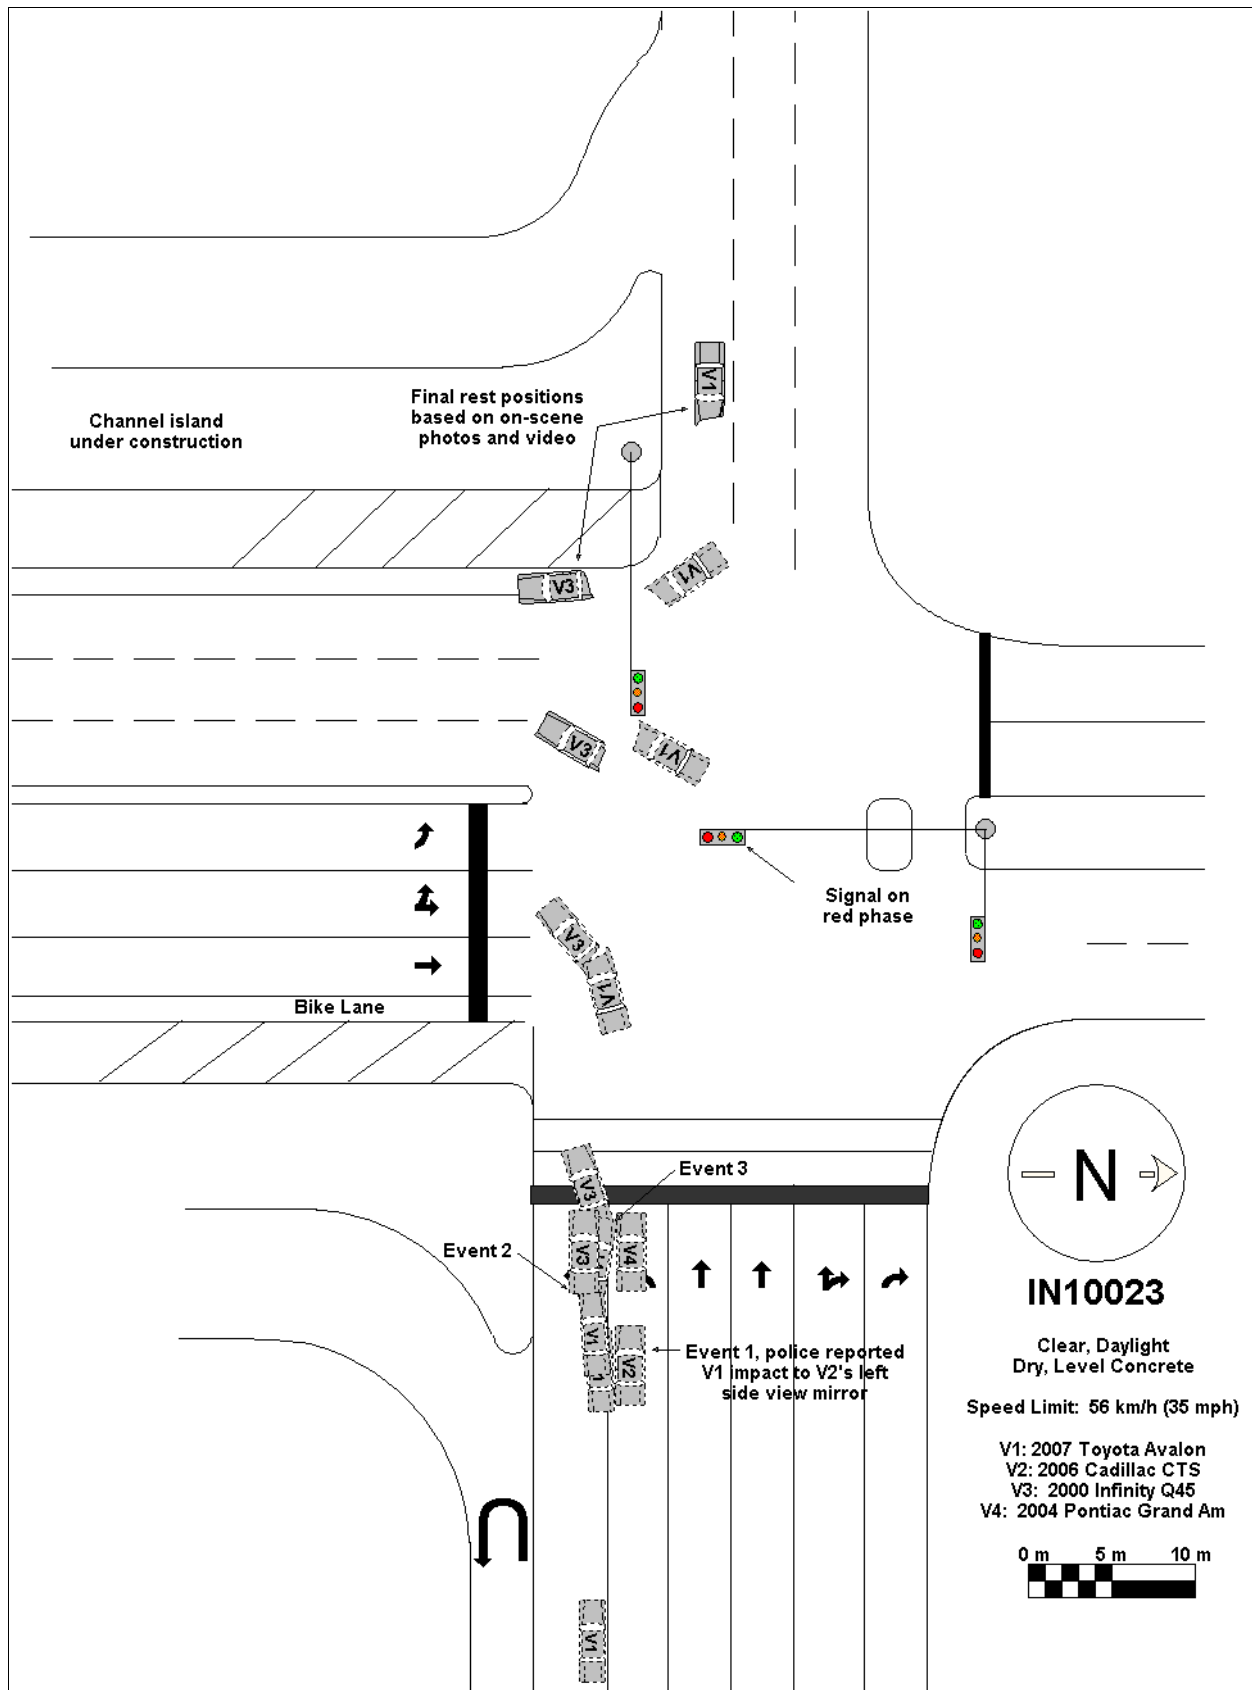 V1
Final rest positions
based on on-scene
photos and video
Channel island
under construction
V1
V3
V3
V1
Signal on
red phase
V3
V1
Bike Lane
Event 3
V3
Event 2
V3
V4
N
IN10023
V1
1
V2
Event 1, police reported
V1 impact to V2's left
side view mirror
Clear, Daylight
Dry, Level Concrete
Speed Limit: 56 km/h (35 mph)
V1: 2007 Toyota Avalon
V2: 2006 Cadillac CTS
V3: 2000 Infinity Q45
V4: 2004 Pontiac Grand Am
0 m 5 m 10 m
V1